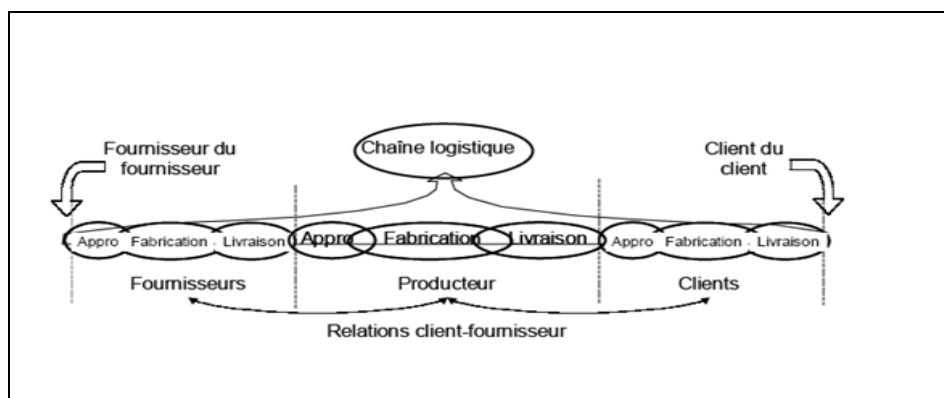 Chaîne logistique
Fournisseur du
fournisseur
Client du
client
Appro Fabrication Livraison Appro Fabrication Livraison Appro Fabrication Livraison
Fournisseurs Producteur Clients
Relations client-fournisseur